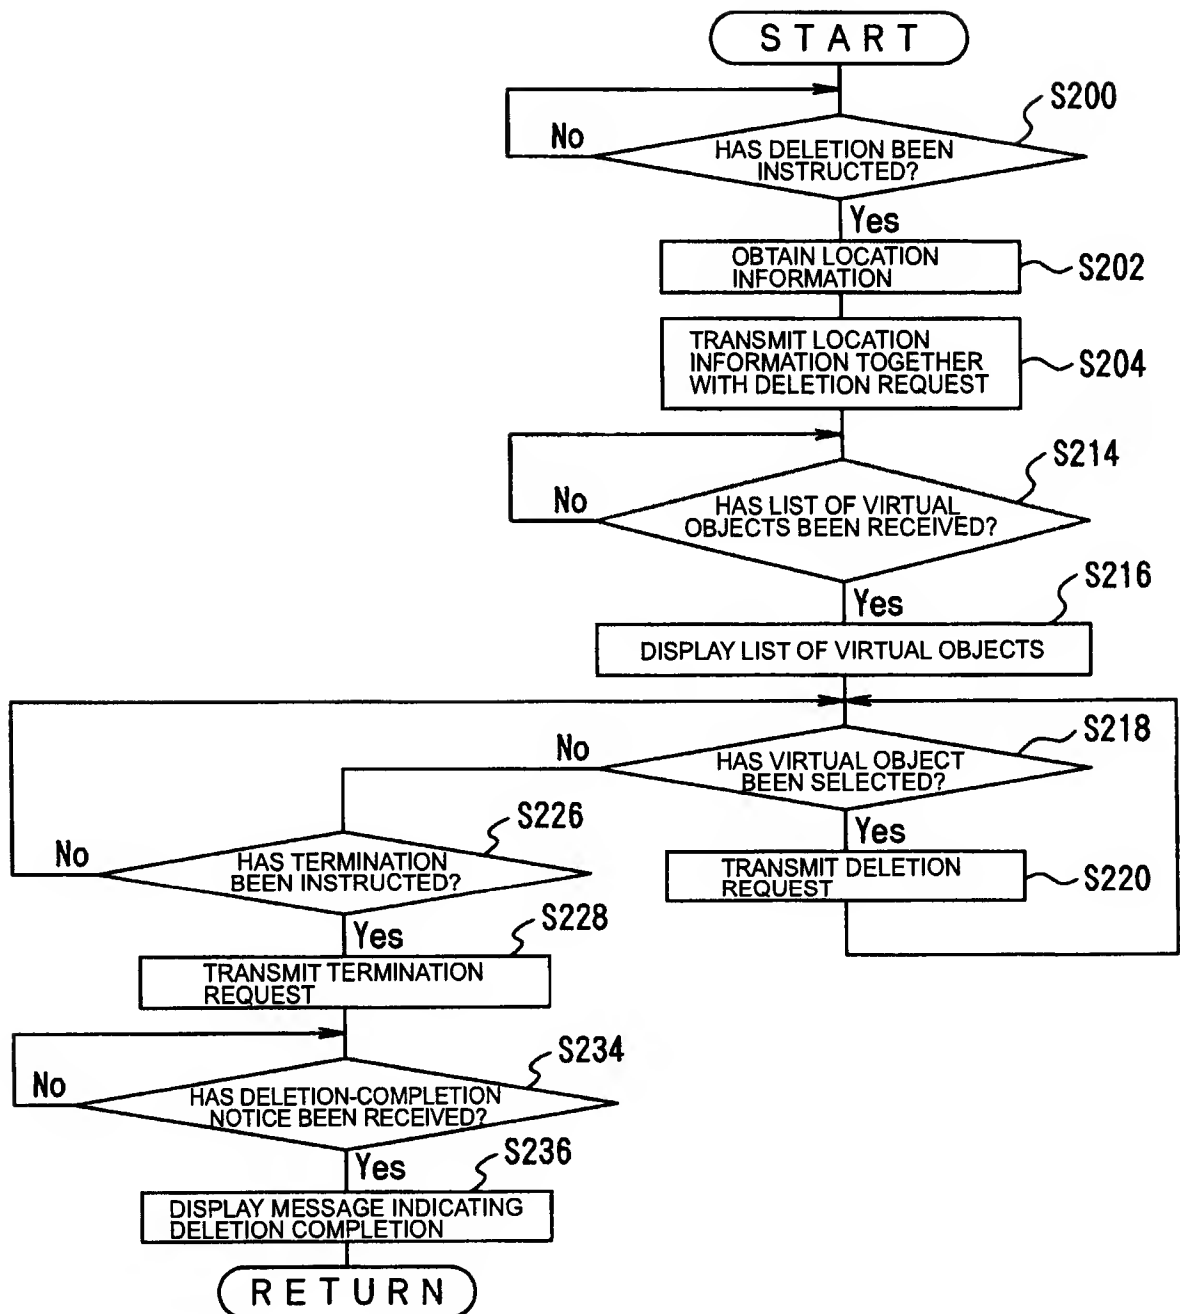 START
S200
No
HAS DELETION BEEN
INSTRUCTED?
Yes
OBTAIN LOCATION
INFORMATION
S202
TRANSMIT LOCATION
INFORMATION TOGETHER
WITH DELETION REQUEST
S204
S214
No
HAS LIST OF VIRTUAL
OBJECTS BEEN RECEIVED?
S216
Yes
DISPLAY LIST OF VIRTUAL OBJECTS
S218
No
HAS VIRTUAL OBJECT
BEEN SELECTED?
Yes
TRANSMIT DELETION
REQUEST
S220
S226
No
HAS TERMINATION
BEEN INSTRUCTED?
S228
Yes
TRANSMIT TERMINATION
REQUEST
S234
No
HAS DELETION-COMPLETION
NOTICE BEEN RECEIVED?
S236
Yes
DISPLAY MESSAGE INDICATING
DELETION COMPLETION
RETURN